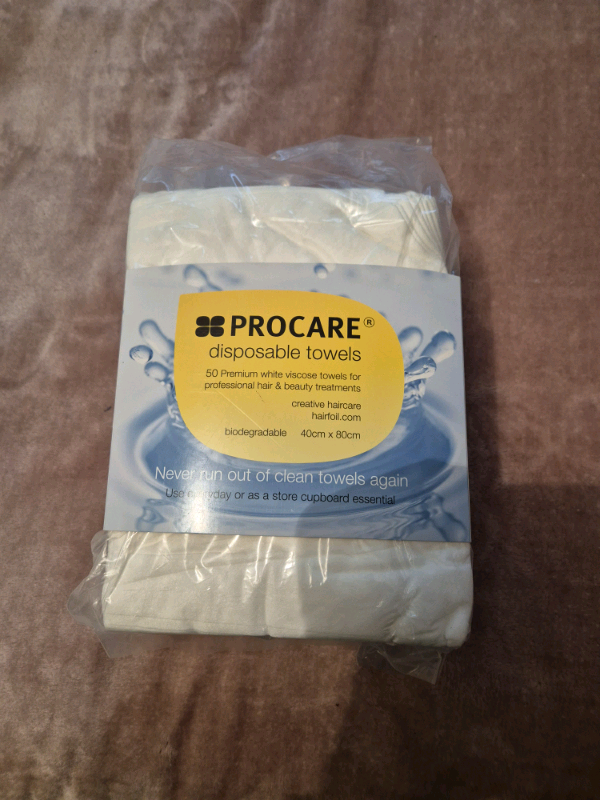 PROCARE®
disposable towels
50 Premium white viscose towels for
professional hair & beauty treatments
creative haircare
hairfoil.com
biodegradable 40cm x 80cm
Never run out of clean towels again
Use everyday or as a store cupboard essential